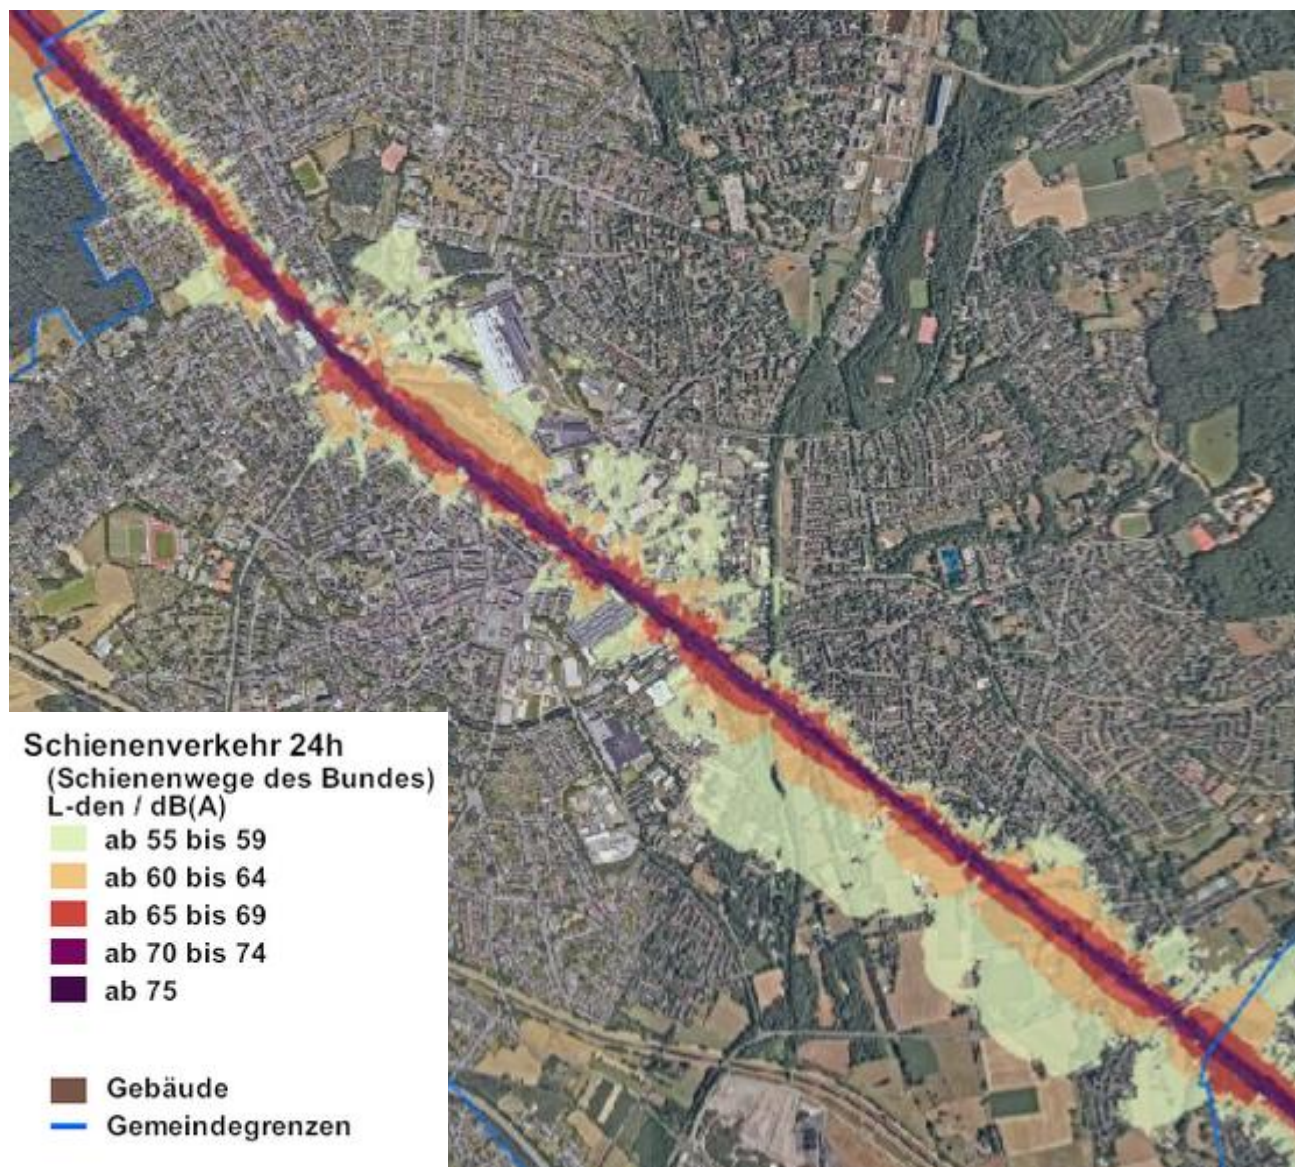 Schienenverkehr 24h
(Schienenwege des Bundes)
L-den / dB(A)
ab 55 bis 59
ab 60 bis 64
ab 65 bis 69
ab 70 bis 74
ab 75
Gebäude
Gemeindegrenzen